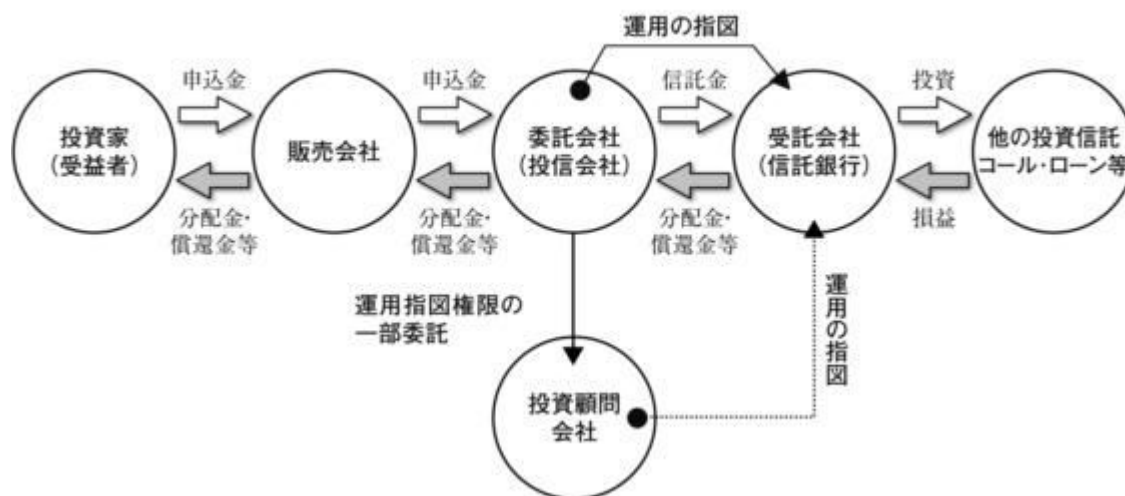 運用の指図
申込金
申込金
信託金
投資
投資家
(受益者)
販売会社
委託会社
(投信会社)
受託会社
(信託銀行)
他の投資信託
コール・ローン等
分配金・
償還金等
分配金・
償還金等
分配金・
償還金等
損益
運用指図権限の
一部委託
運用の指図
投資顧問
会社